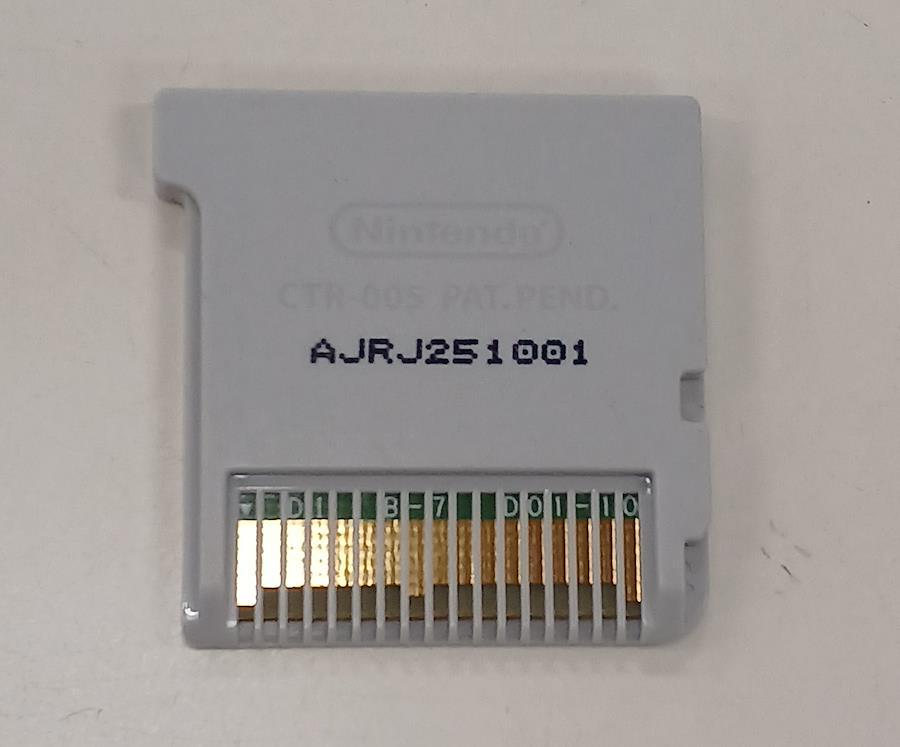 Nintendo
CTR-005 PAT.PEND.
AJRJ251001
D1 B-7 D01-10